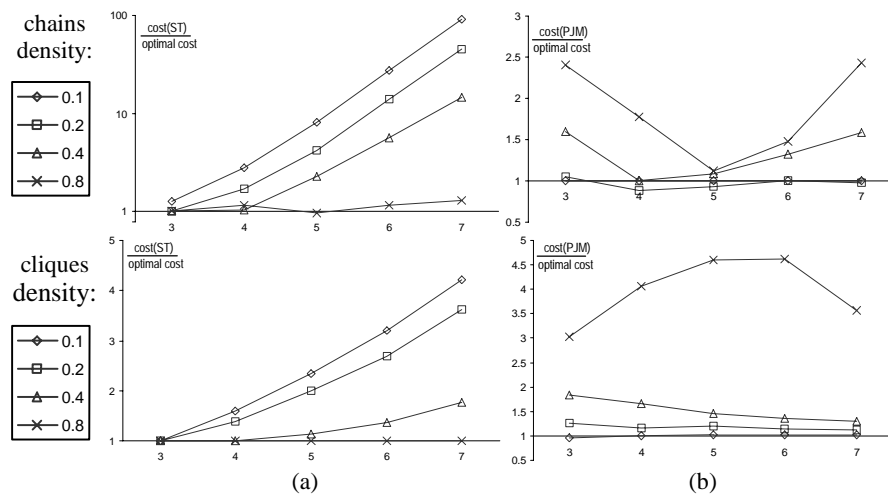 chains
density:
0.1
0.2
0.4
0.8
100
10
1
cost(ST)
optimal cost
3 4 5 6 7
3
2.5
2
1.5
1
0.5
cost(PJM)
optimal cost
3 4 5 6 7
cliques
density:
0.1
0.2
0.4
0.8
5
4
3
2
1
cost(ST)
optimal cost
3 4 5 6 7
5
4.5
4
3.5
3
2.5
2
1.5
1
0.5
cost(PJM)
optimal cost
3 4 5 6 7
(a)
(b)